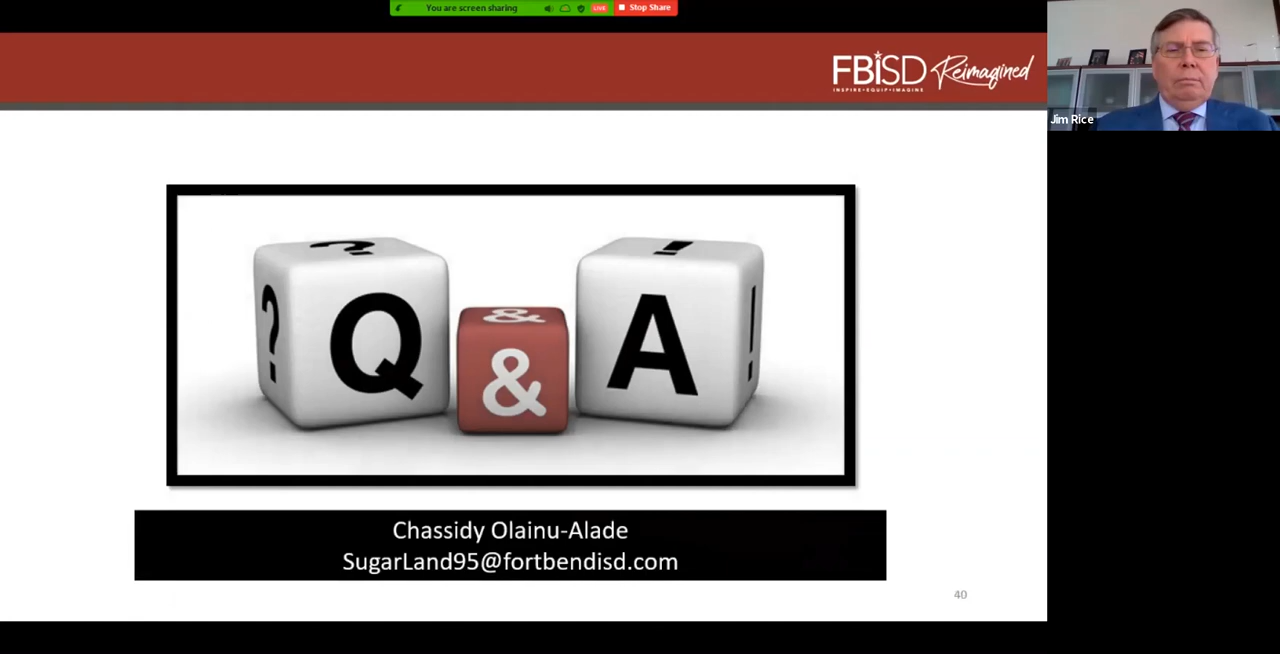 You are screen sharing
LIVE
Stop Share
FBISD Reimagined
INSPIRE•EQUIP•IMAGINE
Jim Rice
? ! 
&
? Q & A !
Chassidy Olainu-Alade
SugarLand95@fortbendisd.com
40